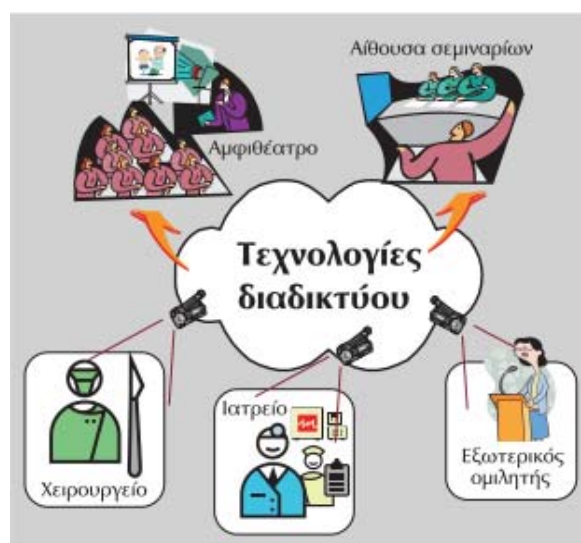 Αίθουσα σεμιναρίων
Αμφιθέατρο
Τεχνολογίες
διαδικτύου
Χειρουργείο
Ιατρείο
Εξωτερικός
ομιλητής